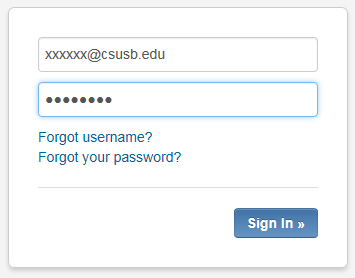 xxxxxx@csusb.edu
●●●●●●●●
Forgot username?
Forgot your password?
Sign In »